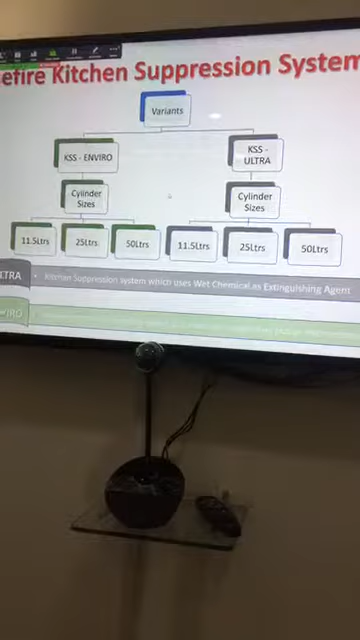 efire Kitchen Suppression System
Variants
KSS - ENVIRO
KSS - ULTRA
Cylinder Sizes
Cylinder Sizes
11.5Ltrs
25Ltrs
50Ltrs
11.5Ltrs
25Ltrs
50Ltrs
LTRA
• Kitchen Suppression system which uses Wet Chemical as Extinguishing Agent